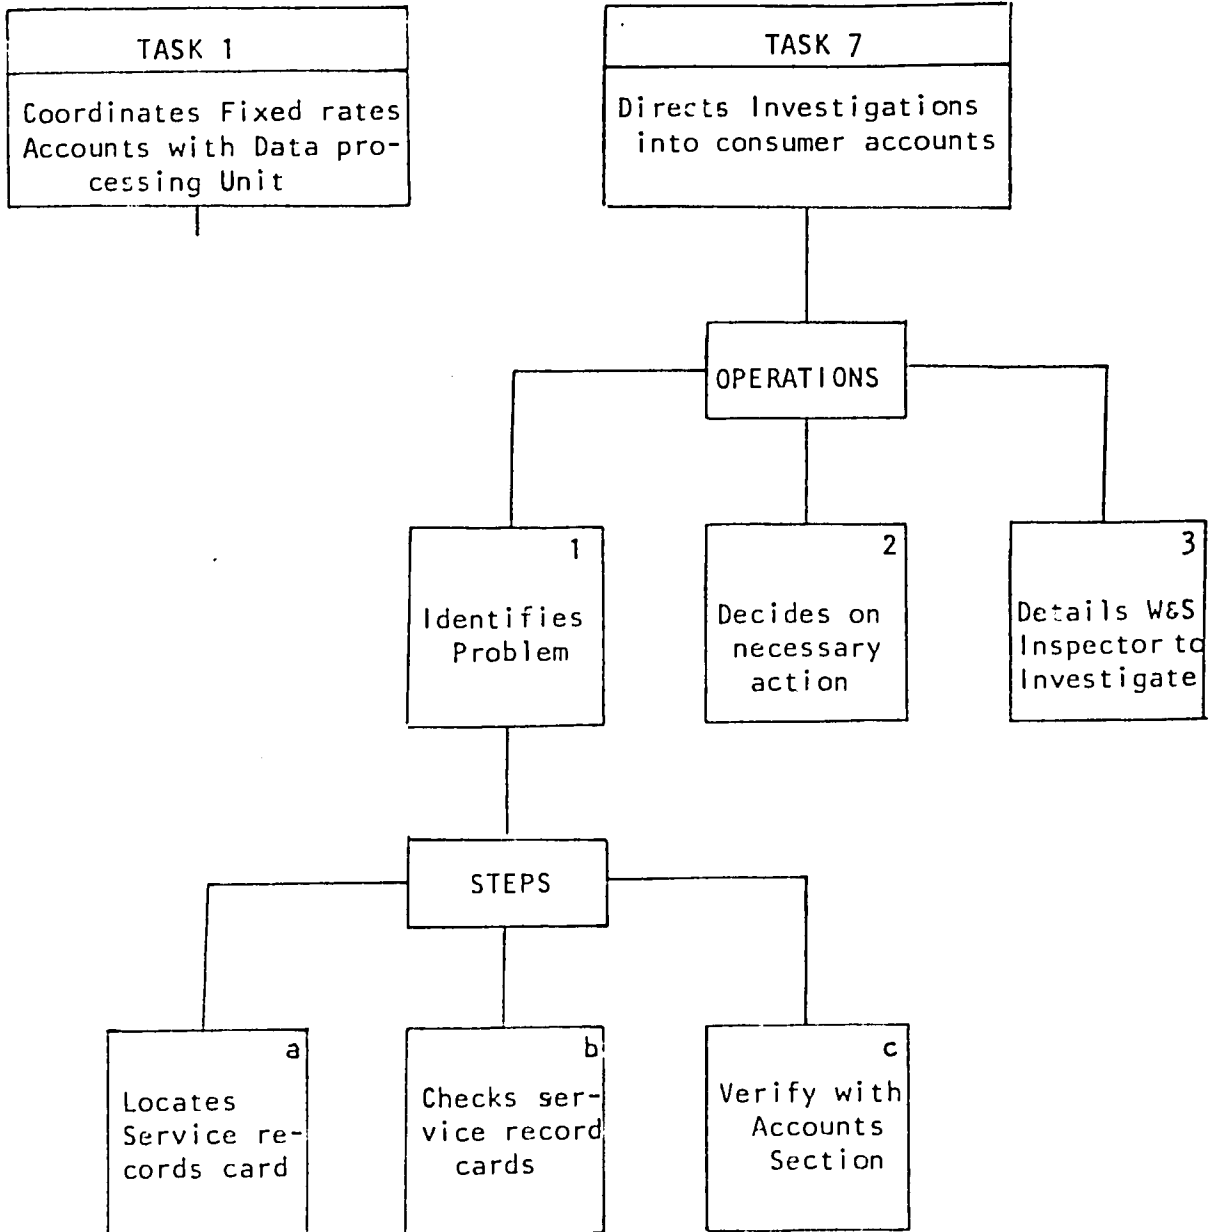 TASK 1
Coordinates Fixed rates
Accounts with Data pro-
cessing Unit
TASK 7
Directs Investigations
into consumer accounts
OPERATIONS
1
Identifies
Problem
2
Decides on
necessary
action
3
Details W&S
Inspector to
Investigate
STEPS
a
Locates
Service re-
cords card
b
Checks ser-
vice record
cards
c
Verify with
Accounts
Section